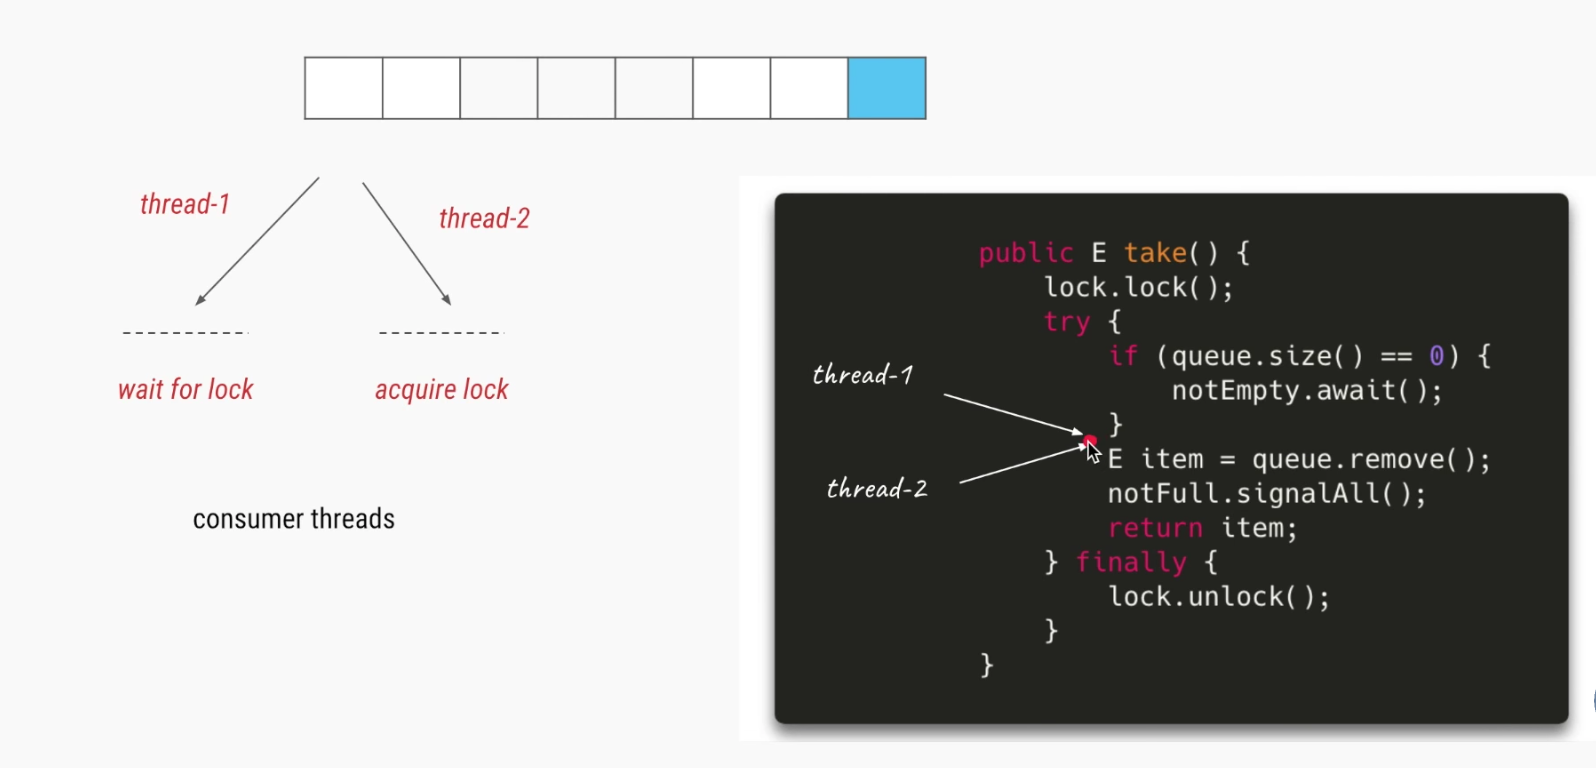 thread-1
thread-2
wait for lock
acquire lock
consumer threads
public E take() {
lock.lock();
try {
if (queue.size() == 0) {
notEmpty.await();
}
E item = queue.remove();
notFull.signalAll();
return item;
} finally {
lock.unlock();
}
}
thread-1
thread-2